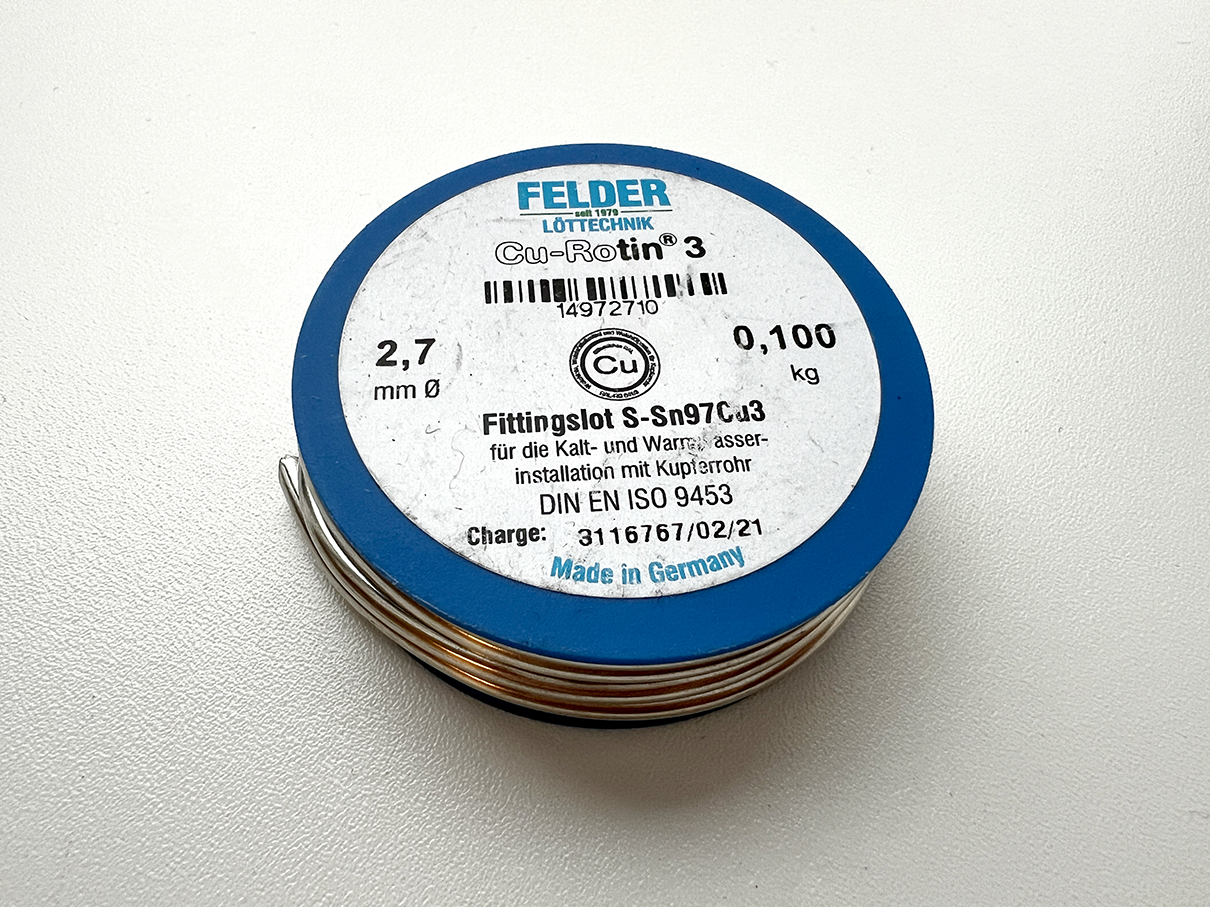 FELDER
seit 1979
LÖTTECHNIK
Cu-Rotin® 3
14972710
2,7
mm Ø
0,100
kg
Cu
Fittingslot S-Sn97Cu3
für die Kalt- und Warmwasser-
installation mit Kupferrohr
DIN EN ISO 9453
Charge: 3116767/02/21
Made in Germany